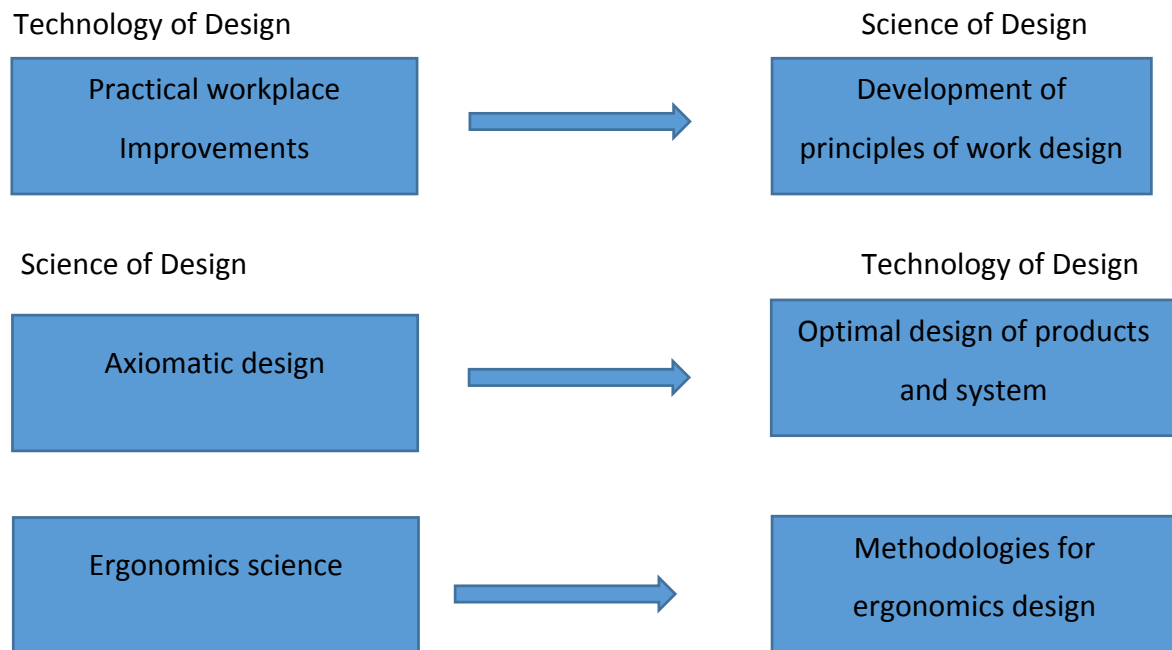 Technology of Design
Science of Design
Practical workplace
Improvements
Development of
principles of work design
Science of Design
Technology of Design
Axiomatic design
Optimal design of products
and system
Ergonomics science
Methodologies for
ergonomics design